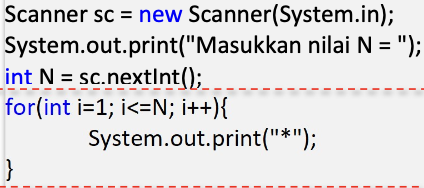 Scanner sc = new Scanner(System.in);
System.out.print("Masukkan nilai N = ");
int N = sc.nextInt();
for(int i=1; i<=N; i++){
System.out.print("*");
}